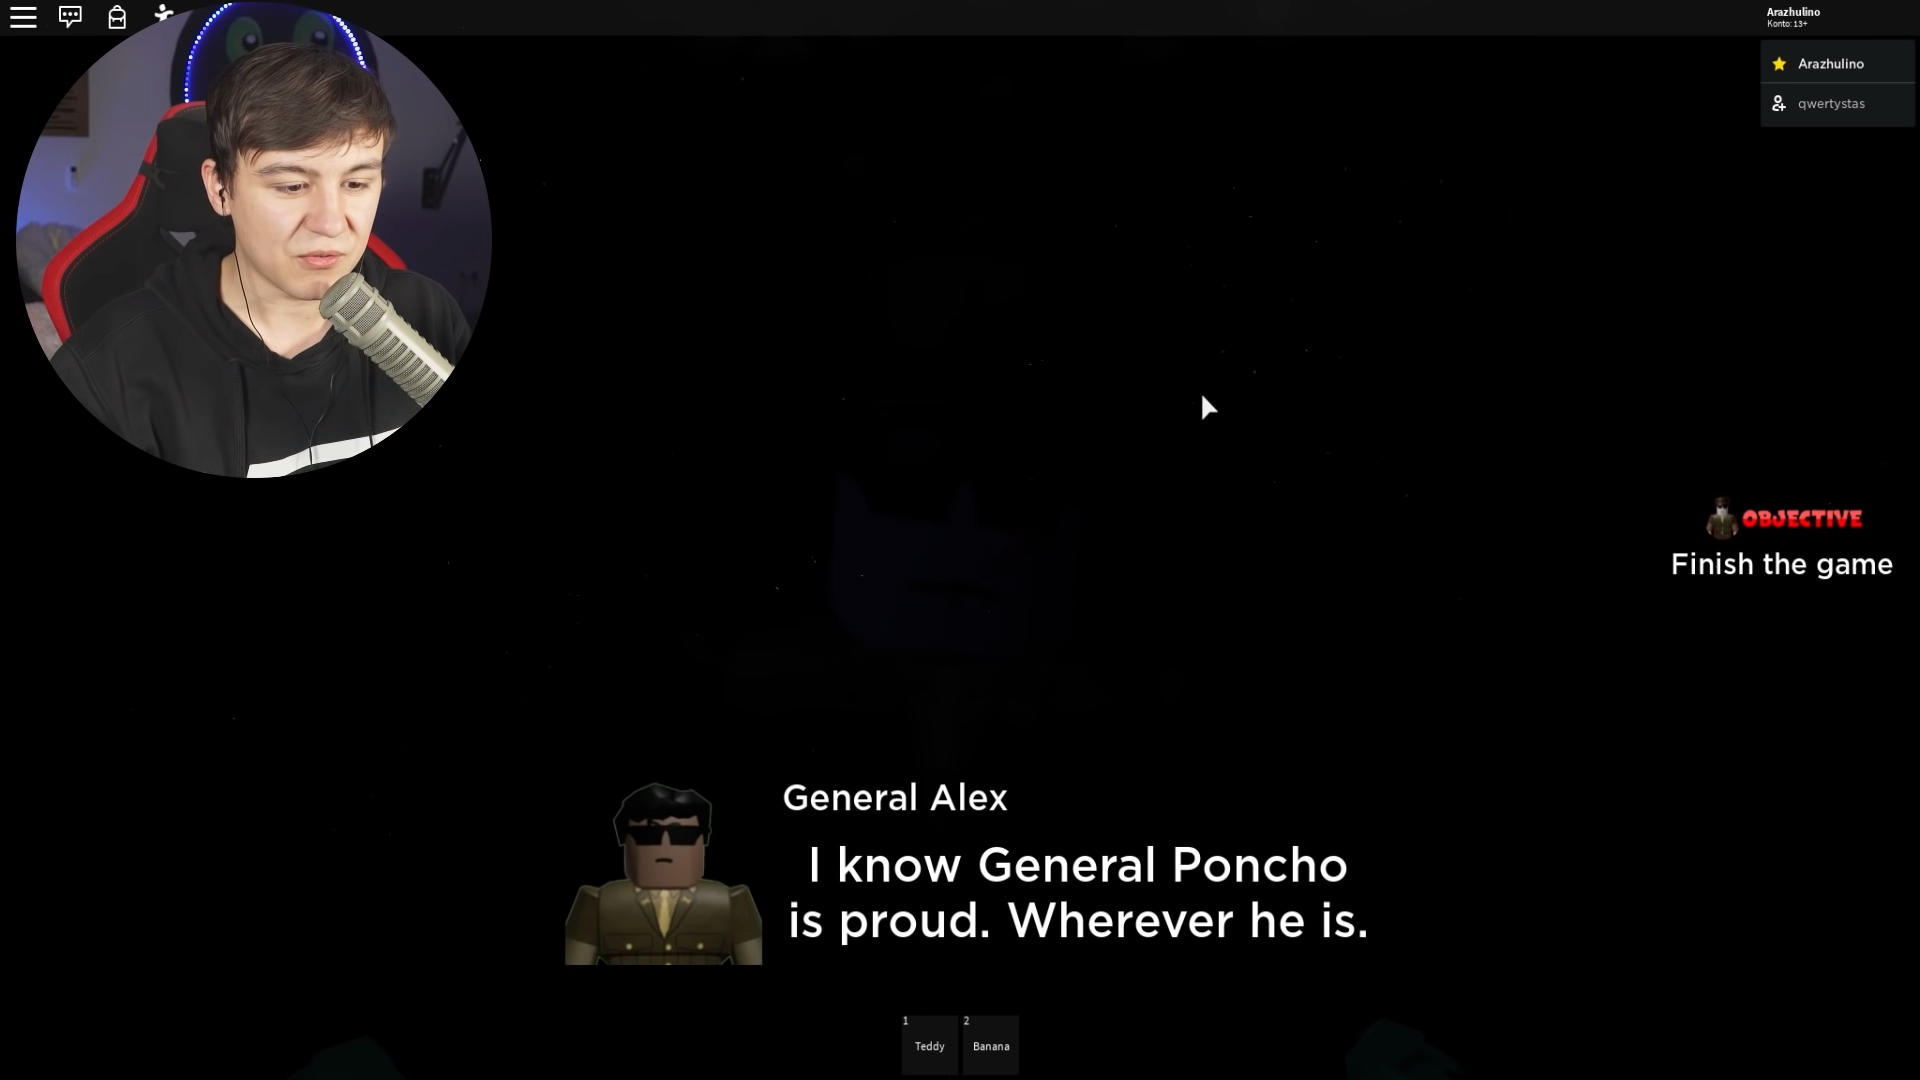 Arazhulino
Konto: 13+
Arazhulino
qwertystas
OBJECTIVE
Finish the game
General Alex
I know General Poncho
is proud. Wherever he is.
1
Teddy
2
Banana